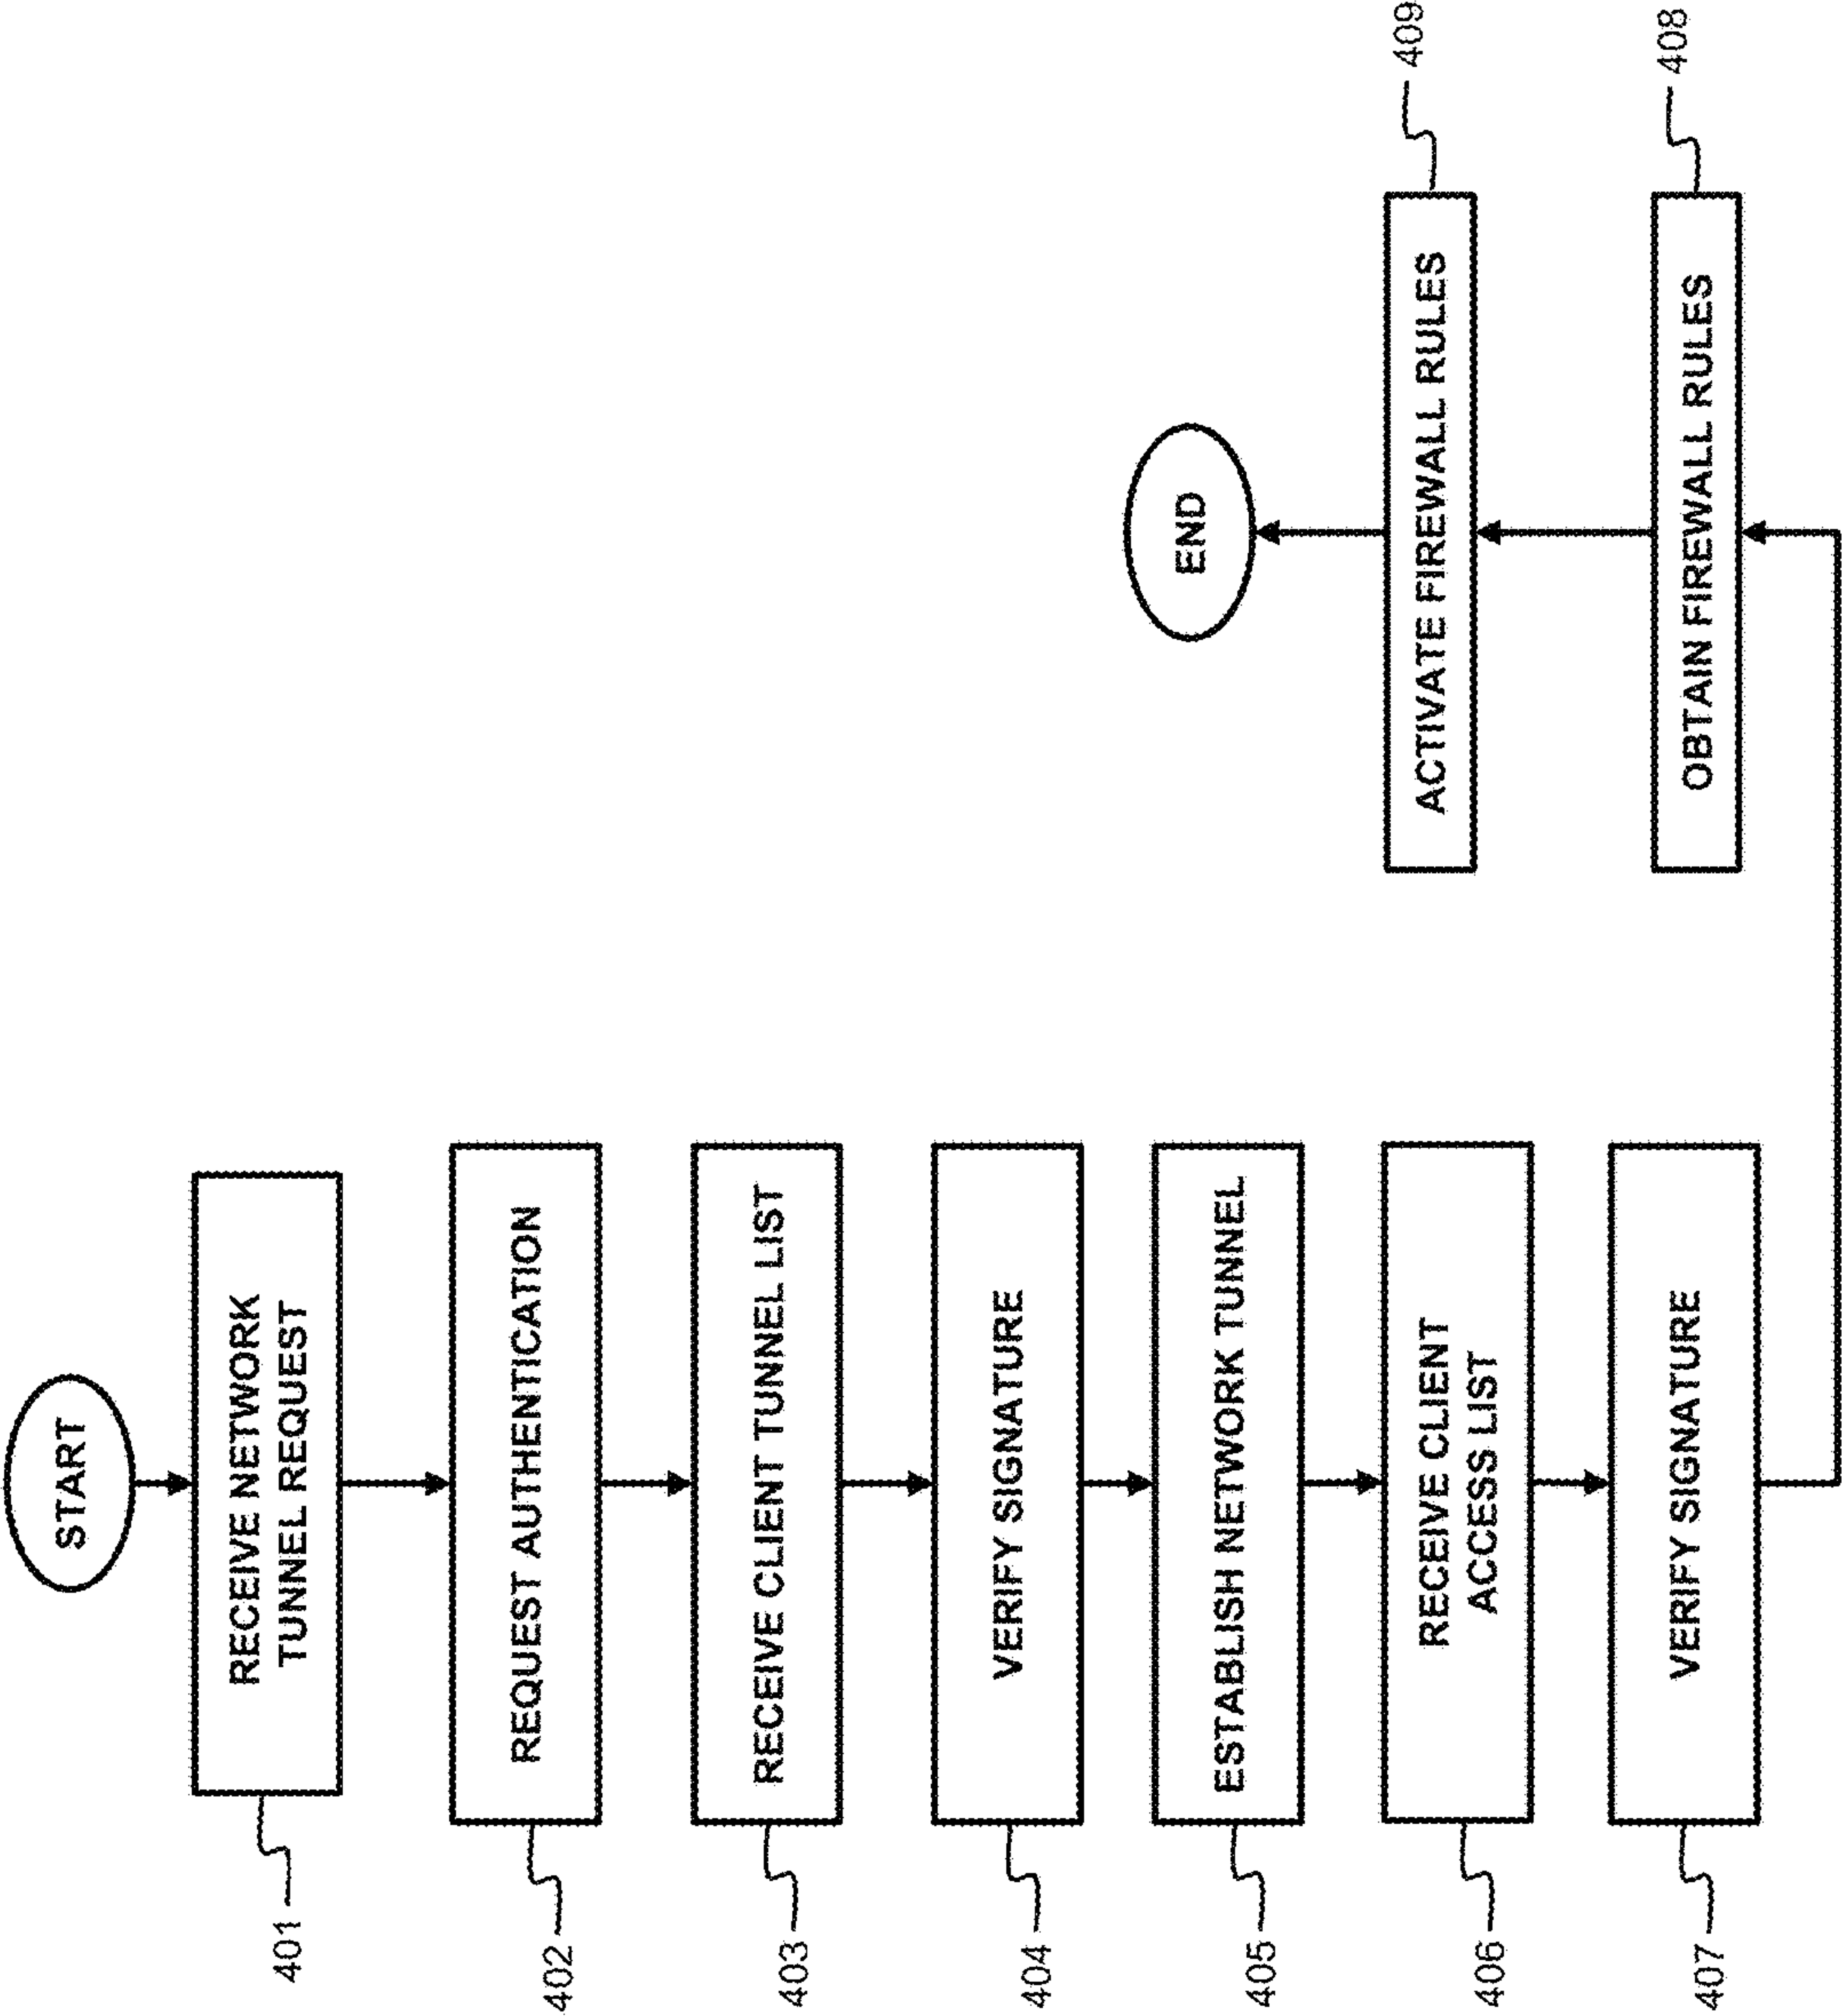 START
RECEIVE NETWORK
TUNNEL REQUEST
401
REQUEST AUTHENTICATION
402
RECEIVE CLIENT TUNNEL LIST
403
VERIFY SIGNATURE
404
ESTABLISH NETWORK TUNNEL
405
RECEIVE CLIENT
ACCESS LIST
406
VERIFY SIGNATURE
407
OBTAIN FIREWALL RULES
408
ACTIVATE FIREWALL RULES
409
END